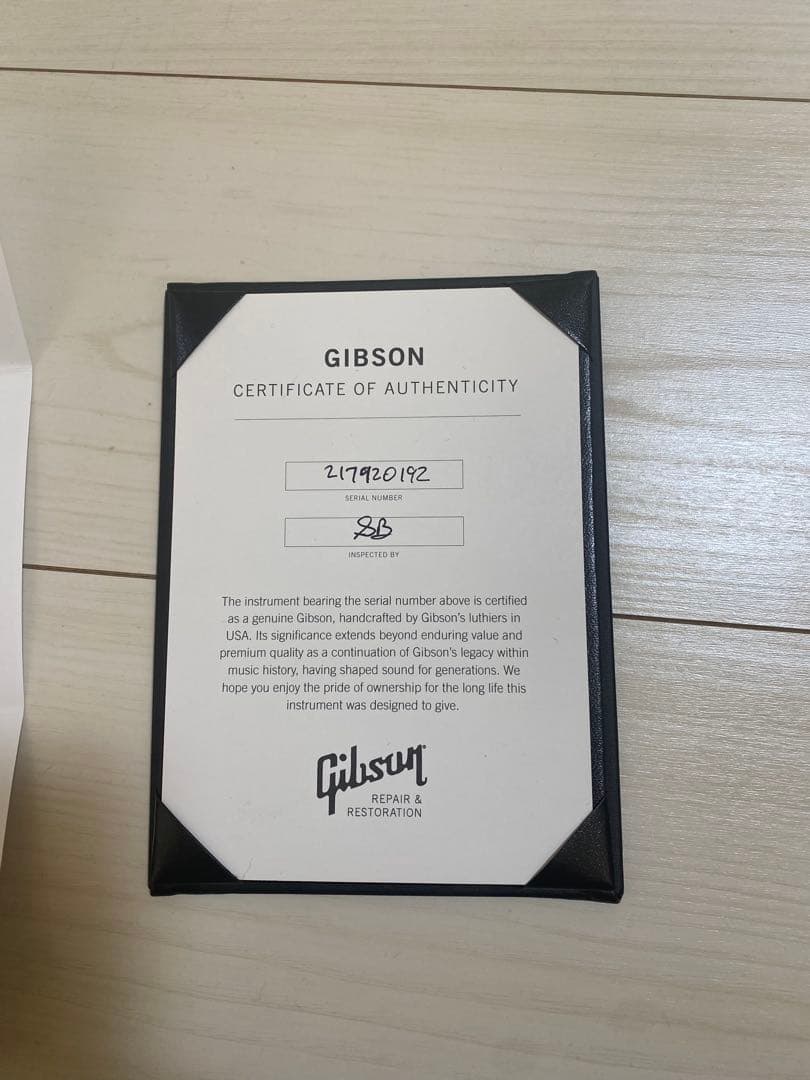 GIBSON
CERTIFICATE OF AUTHENTICITY
217920192
SERIAL NUMBER
SB
INSPECTED BY
The instrument bearing the serial number above is certified
as a genuine Gibson, handcrafted by Gibson's luthiers in
USA. Its significance extends beyond enduring value and
premium quality as a continuation of Gibson's legacy within
music history, having shaped sound for generations. We
hope you enjoy the pride of ownership for the long life this
instrument was designed to give.
Gibson
REPAIR &
RESTORATION